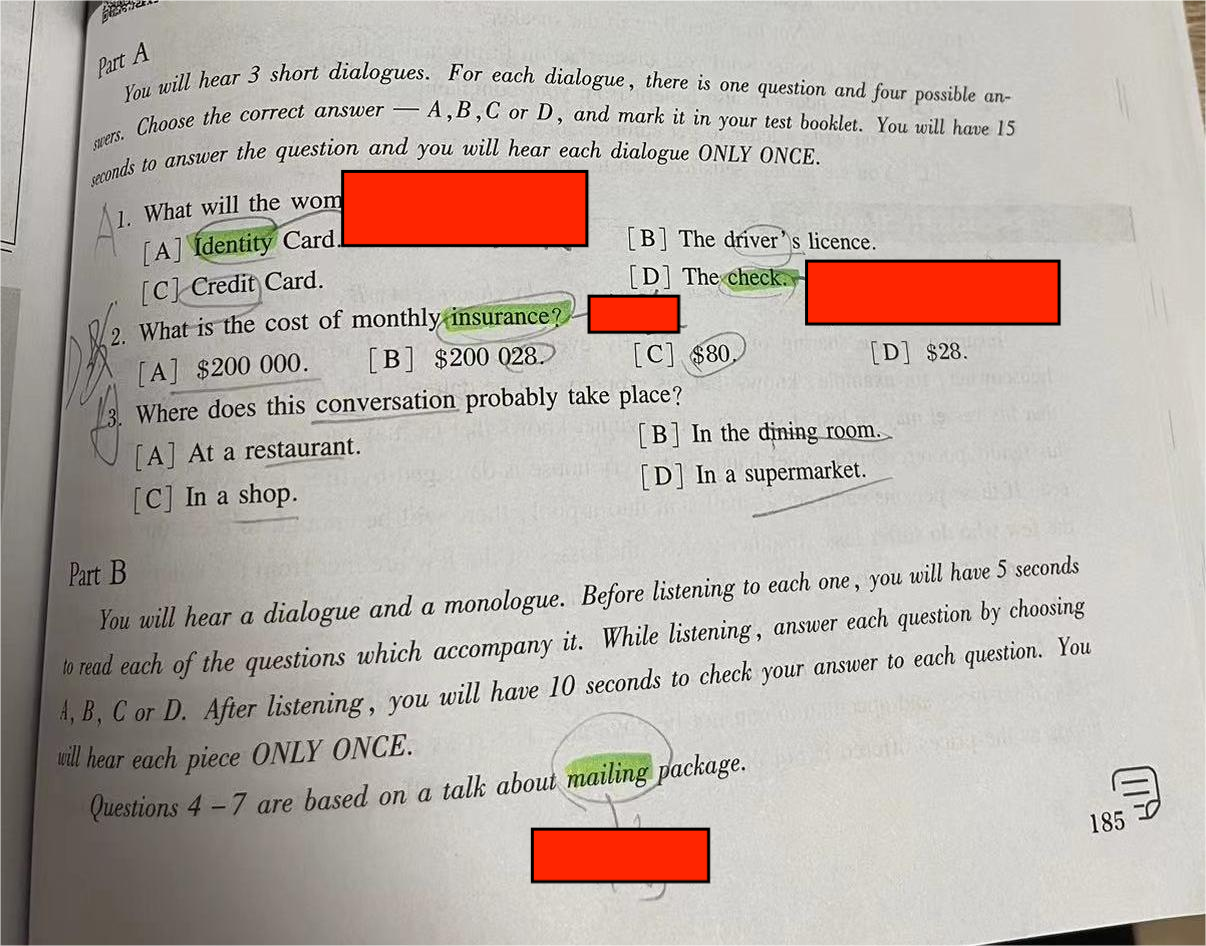 Part A
You will hear 3 short dialogues. For each dialogue, there is one question and four possible an-
swers. Choose the correct answer — A, B, C or D, and mark it in your test booklet. You will have 15
seconds to answer the question and you will hear each dialogue ONLY ONCE.
A 1. What will the wom
[A] Identity Card. [B] The driver's licence.
[C] Credit Card. [D] The check.
2. What is the cost of monthly insurance?
[A] $200 000. [B] $200 028. [C] $80. [D] $28.
3. Where does this conversation probably take place?
[A] At a restaurant. [B] In the dining room.
[C] In a shop. [D] In a supermarket.
Part B
You will hear a dialogue and a monologue. Before listening to each one, you will have 5 seconds
to read each of the questions which accompany it. While listening, answer each question by choosing
A, B, C or D. After listening, you will have 10 seconds to check your answer to each question. You
will hear each piece ONLY ONCE.
Questions 4 – 7 are based on a talk about mailing package.
185